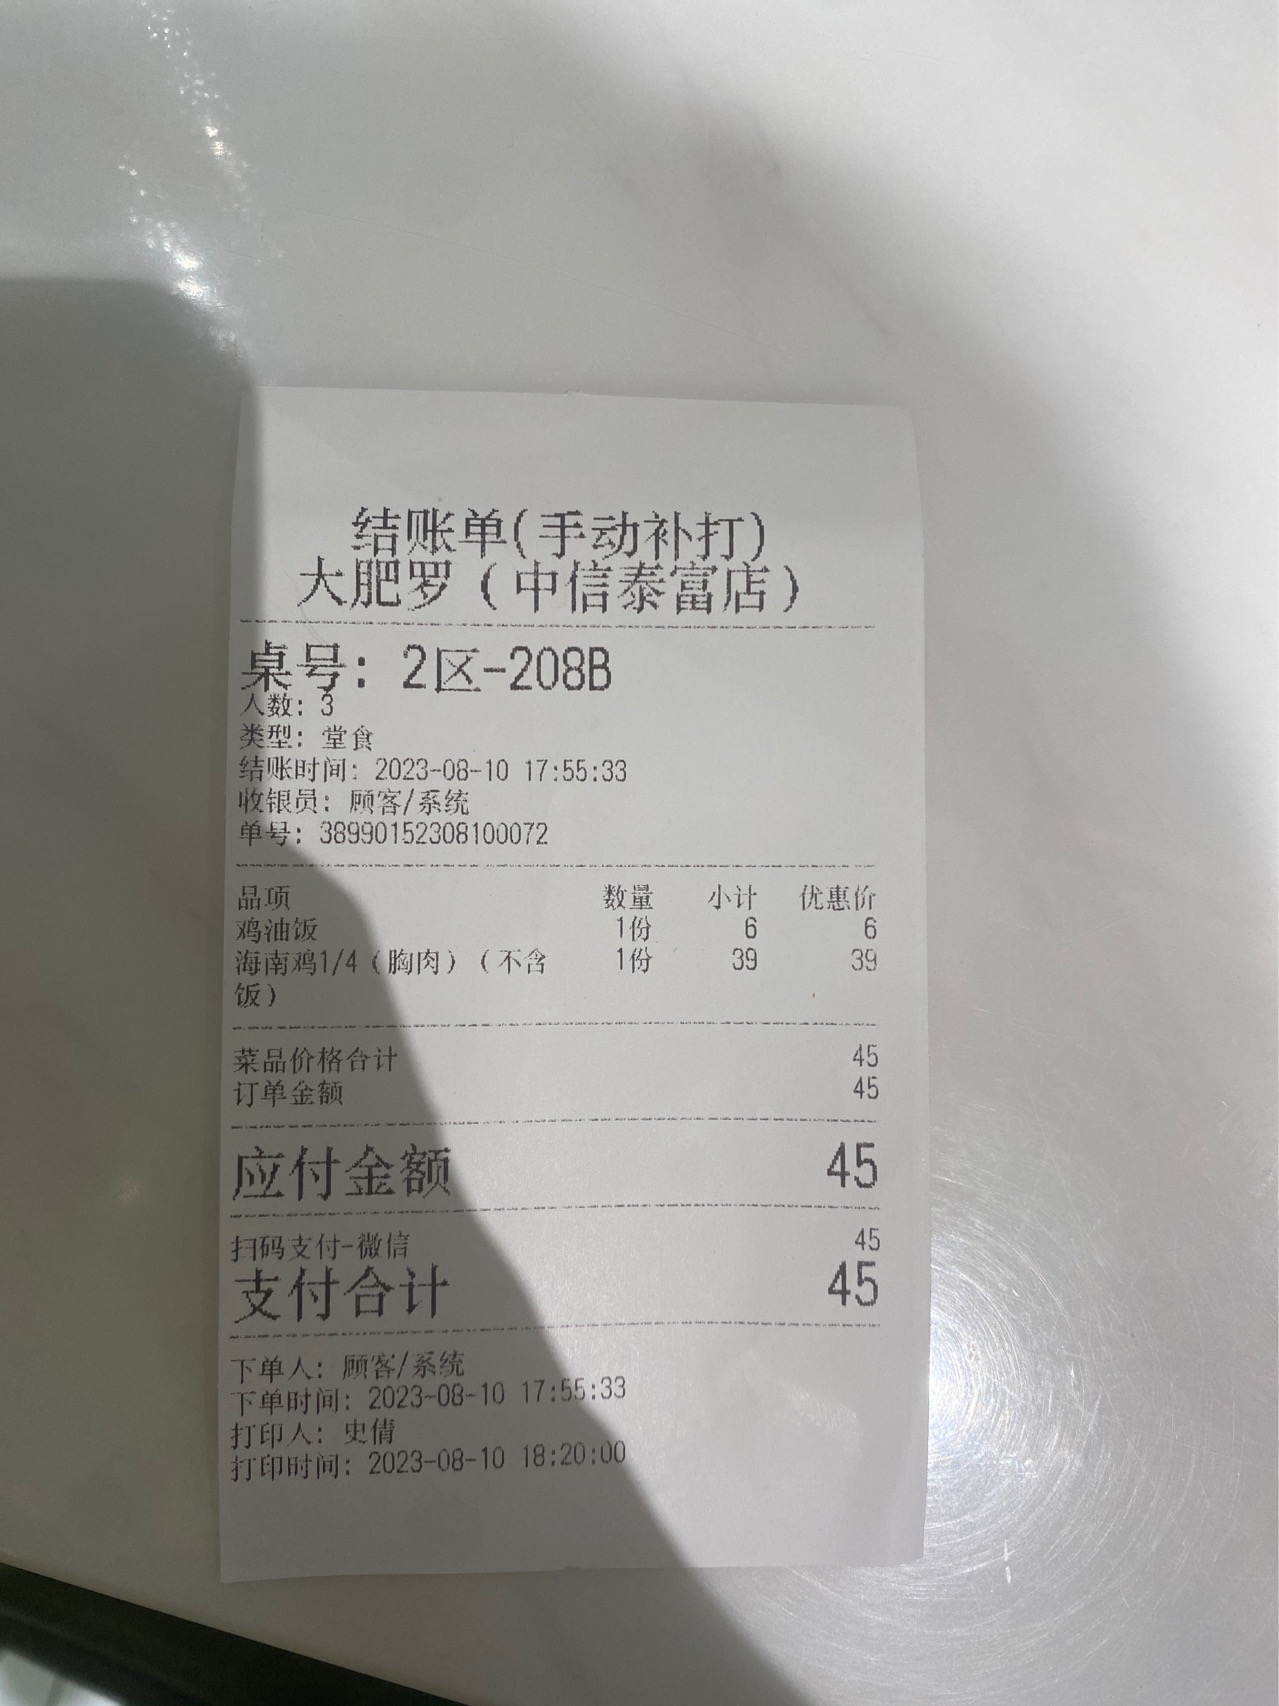 结账单(手动补打)
大肥罗（中信泰富店）
桌号: 2区-208B
人数: 3
类型: 堂食
结账时间: 2023-08-10 17:55:33
收银员: 顾客/系统
单号: 38990152308100072
品项 数量 小计 优惠价
鸡油饭 1份 6 6
海南鸡1/4（胸肉）（不含 1份 39 39
饭）
菜品价格合计 45
订单金额 45
应付金额 45
扫码支付-微信 45
支付合计 45
下单人: 顾客/系统
下单时间: 2023-08-10 17:55:33
打印人: 史倩
打印时间: 2023-08-10 18:20:00